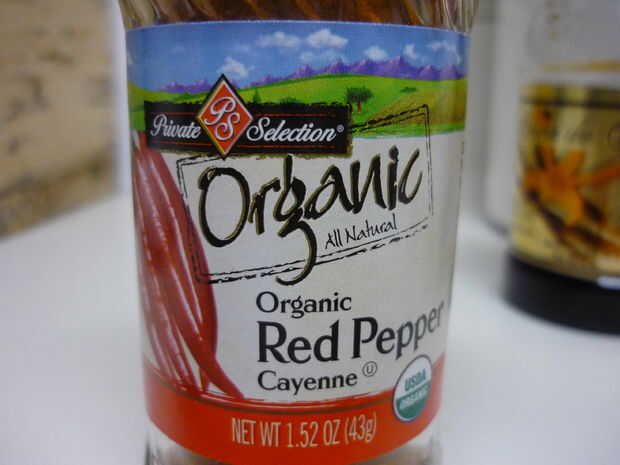 PS
Private Selection®
Organic
All Natural
Organic
Red Pepper
Cayenne Ⓤ
USDA
ORGANIC
NET WT 1.52 OZ (43g)